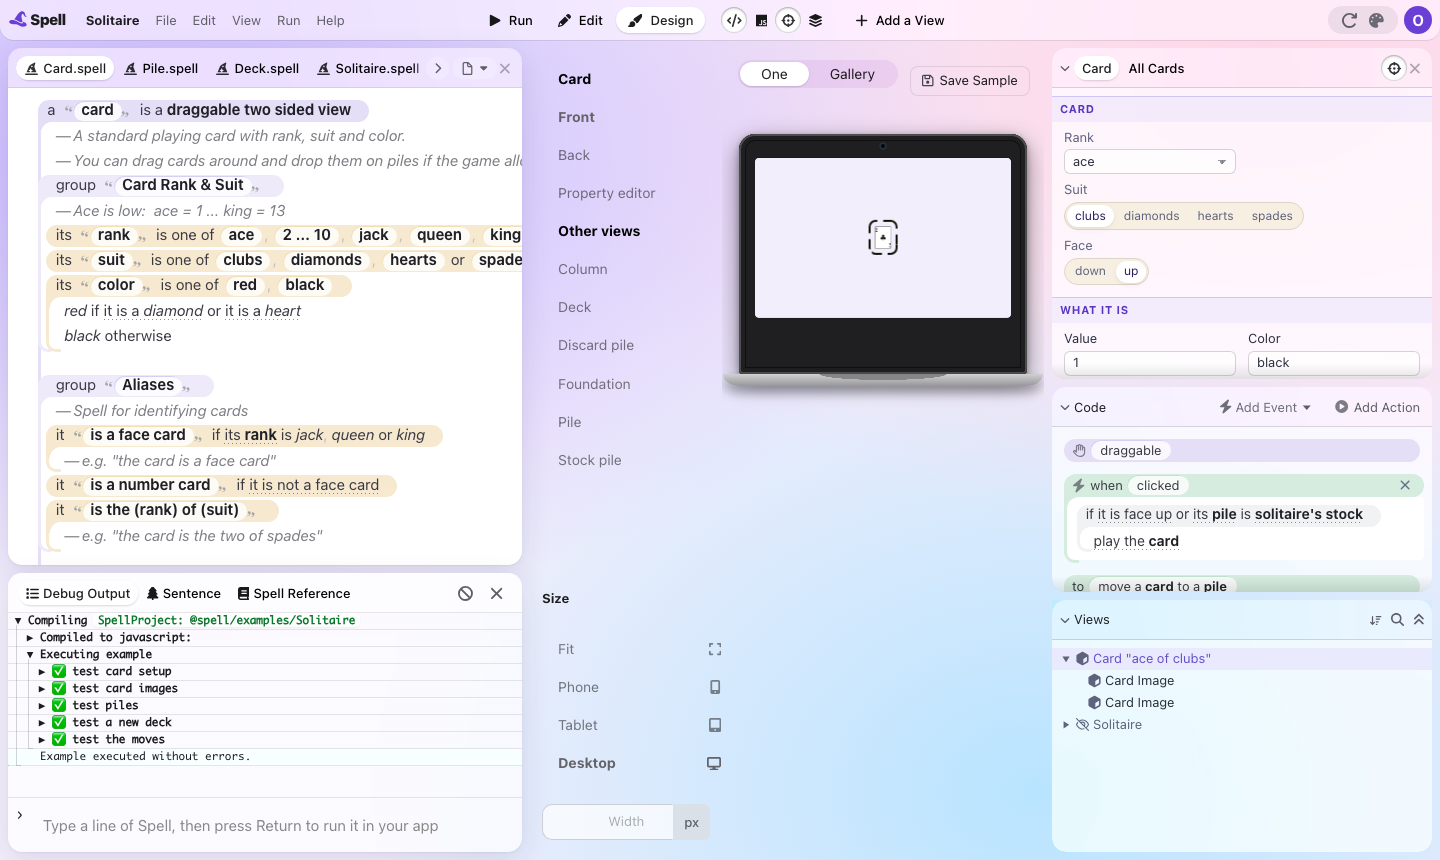 Spell Solitaire File Edit View Run Help Run Edit Design JS Add a View O
Card.spell Pile.spell Deck.spell Solitaire.spell
a “ card „ is a draggable two sided view
— A standard playing card with rank, suit and color.
— You can drag cards around and drop them on piles if the game allo
group “ Card Rank & Suit „
— Ace is low: ace = 1 ... king = 13
its “ rank „ is one of ace , 2 ... 10 , jack , queen , king
its “ suit „ is one of clubs , diamonds , hearts or spade
its “ color „ is one of red , black
red if it is a diamond or it is a heart
black otherwise
group “ Aliases „
— Spell for identifying cards
it “ is a face card „ if its rank is jack, queen or king
— e.g. "the card is a face card"
it “ is a number card „ if it is not a face card
it “ is the (rank) of (suit) „
— e.g. "the card is the two of spades"
Debug Output Sentence Spell Reference
Compiling SpellProject: @spell/examples/Solitaire
Compiled to javascript:
Executing example
✅ test card setup
✅ test card images
✅ test piles
✅ test a new deck
✅ test the moves
Example executed without errors.
Type a line of Spell, then press Return to run it in your app
Card
Front
Back
Property editor
Other views
Column
Deck
Discard pile
Foundation
Pile
Stock pile
One Gallery Save Sample
Size
Fit
Phone
Tablet
Desktop
Width px
Card All Cards
CARD
Rank
ace
Suit
clubs diamonds hearts spades
Face
down up
WHAT IT IS
Value Color
1 black
Code Add Event Add Action
draggable
when clicked
if it is face up or its pile is solitaire's stock
play the card
to move a card to a pile
Views
Card "ace of clubs"
Card Image
Card Image
Solitaire